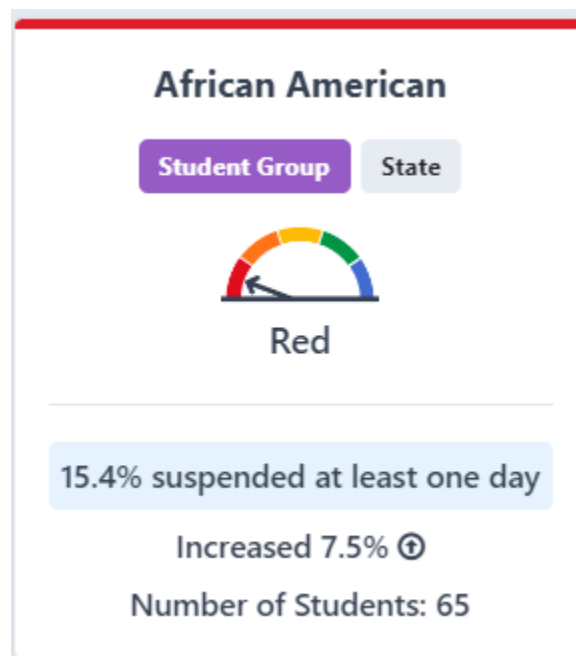 African American
Student Group State
Red
15.4% suspended at least one day
Increased 7.5%
Number of Students: 65